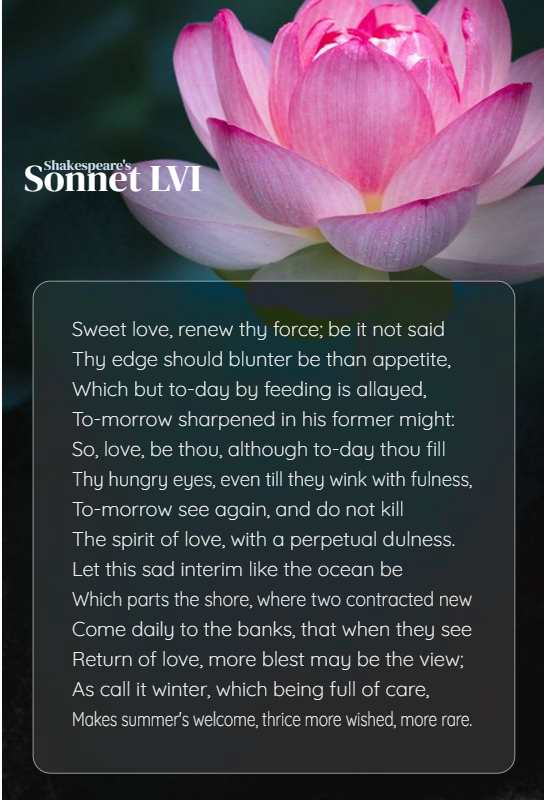 Shakespeare's
Sonnet LVI
Sweet love, renew thy force; be it not said
Thy edge should blunter be than appetite,
Which but to-day by feeding is allayed,
To-morrow sharpened in his former might:
So, love, be thou, although to-day thou fill
Thy hungry eyes, even till they wink with fulness,
To-morrow see again, and do not kill
The spirit of love, with a perpetual dulness.
Let this sad interim like the ocean be
Which parts the shore, where two contracted new
Come daily to the banks, that when they see
Return of love, more blest may be the view;
As call it winter, which being full of care,
Makes summer's welcome, thrice more wished, more rare.